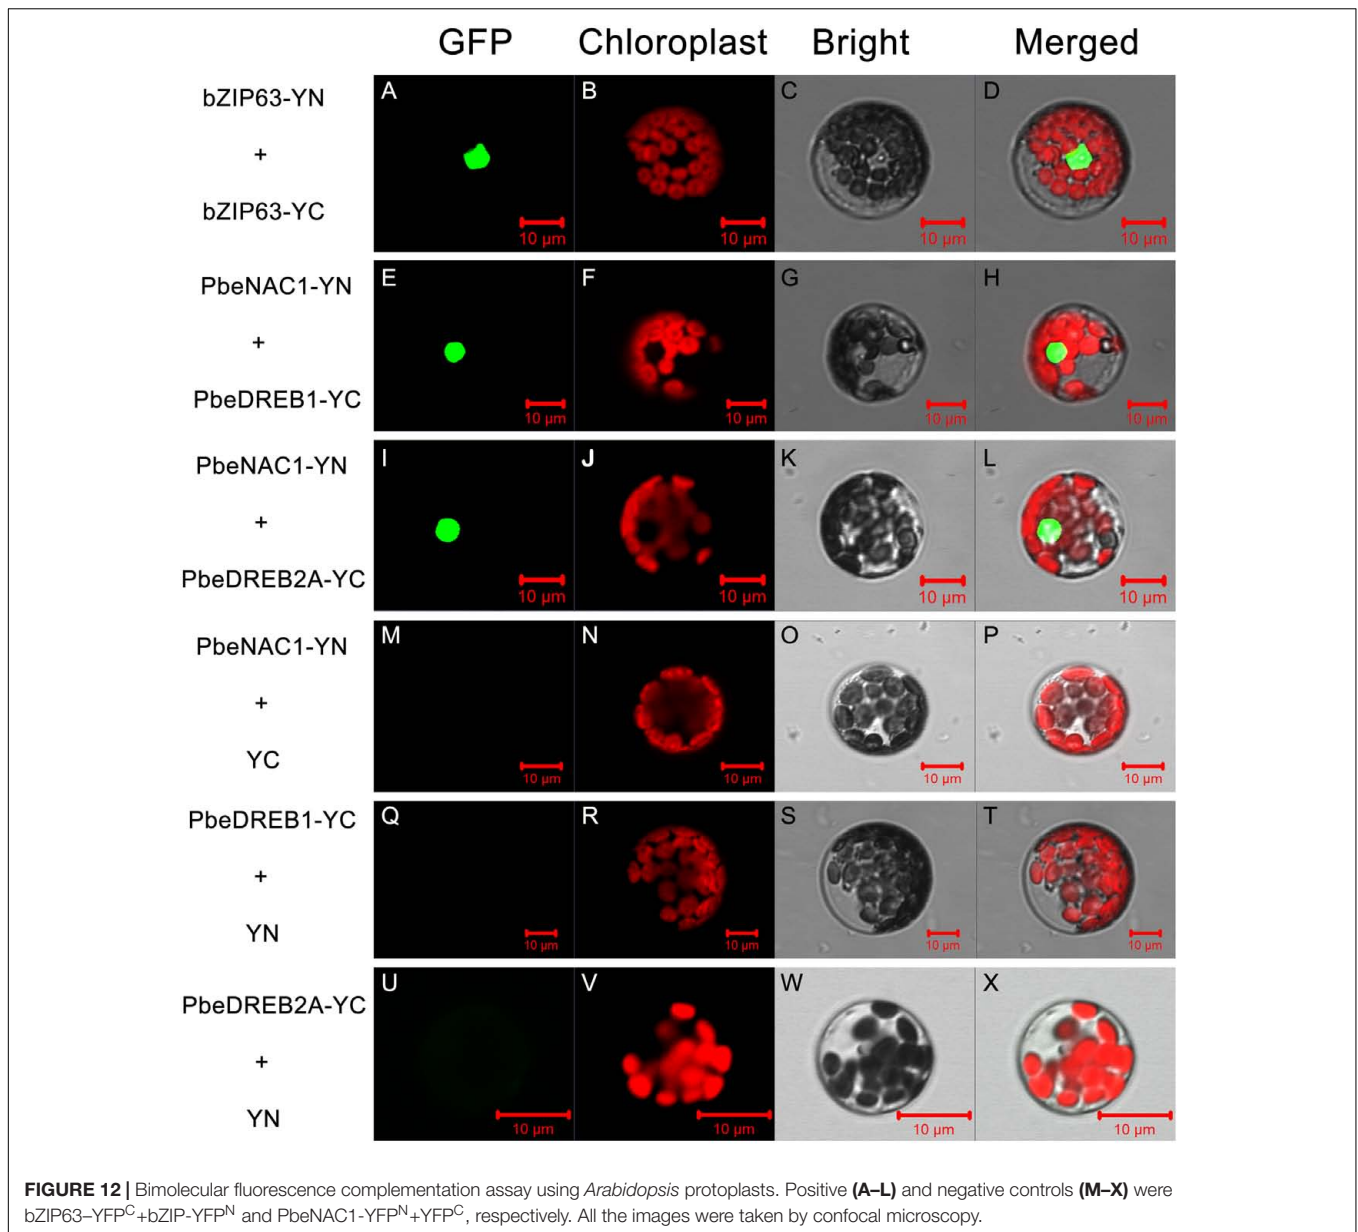 GFP Chloroplast Bright Merged
bZIP63-YN
+
bZIP63-YC
A B C D
10 µm 10 µm 10 µm 10 µm
PbeNAC1-YN
+
PbeDREB1-YC
E F G H
10 µm 10 µm 10 µm 10 µm
PbeNAC1-YN
+
PbeDREB2A-YC
I J K L
10 µm 10 µm 10 µm 10 µm
PbeNAC1-YN
+
YC
M N O P
10 µm 10 µm 10 µm 10 µm
PbeDREB1-YC
+
YN
Q R S T
10 µm 10 µm 10 µm 10 µm
PbeDREB2A-YC
+
YN
U V W X
10 µm 10 µm 10 µm 10 µm
FIGURE 12 | Bimolecular fluorescence complementation assay using Arabidopsis protoplasts. Positive (A–L) and negative controls (M–X) were
bZIP63–YFPC+bZIP-YFPN and PbeNAC1-YFPN+YFPC, respectively. All the images were taken by confocal microscopy.